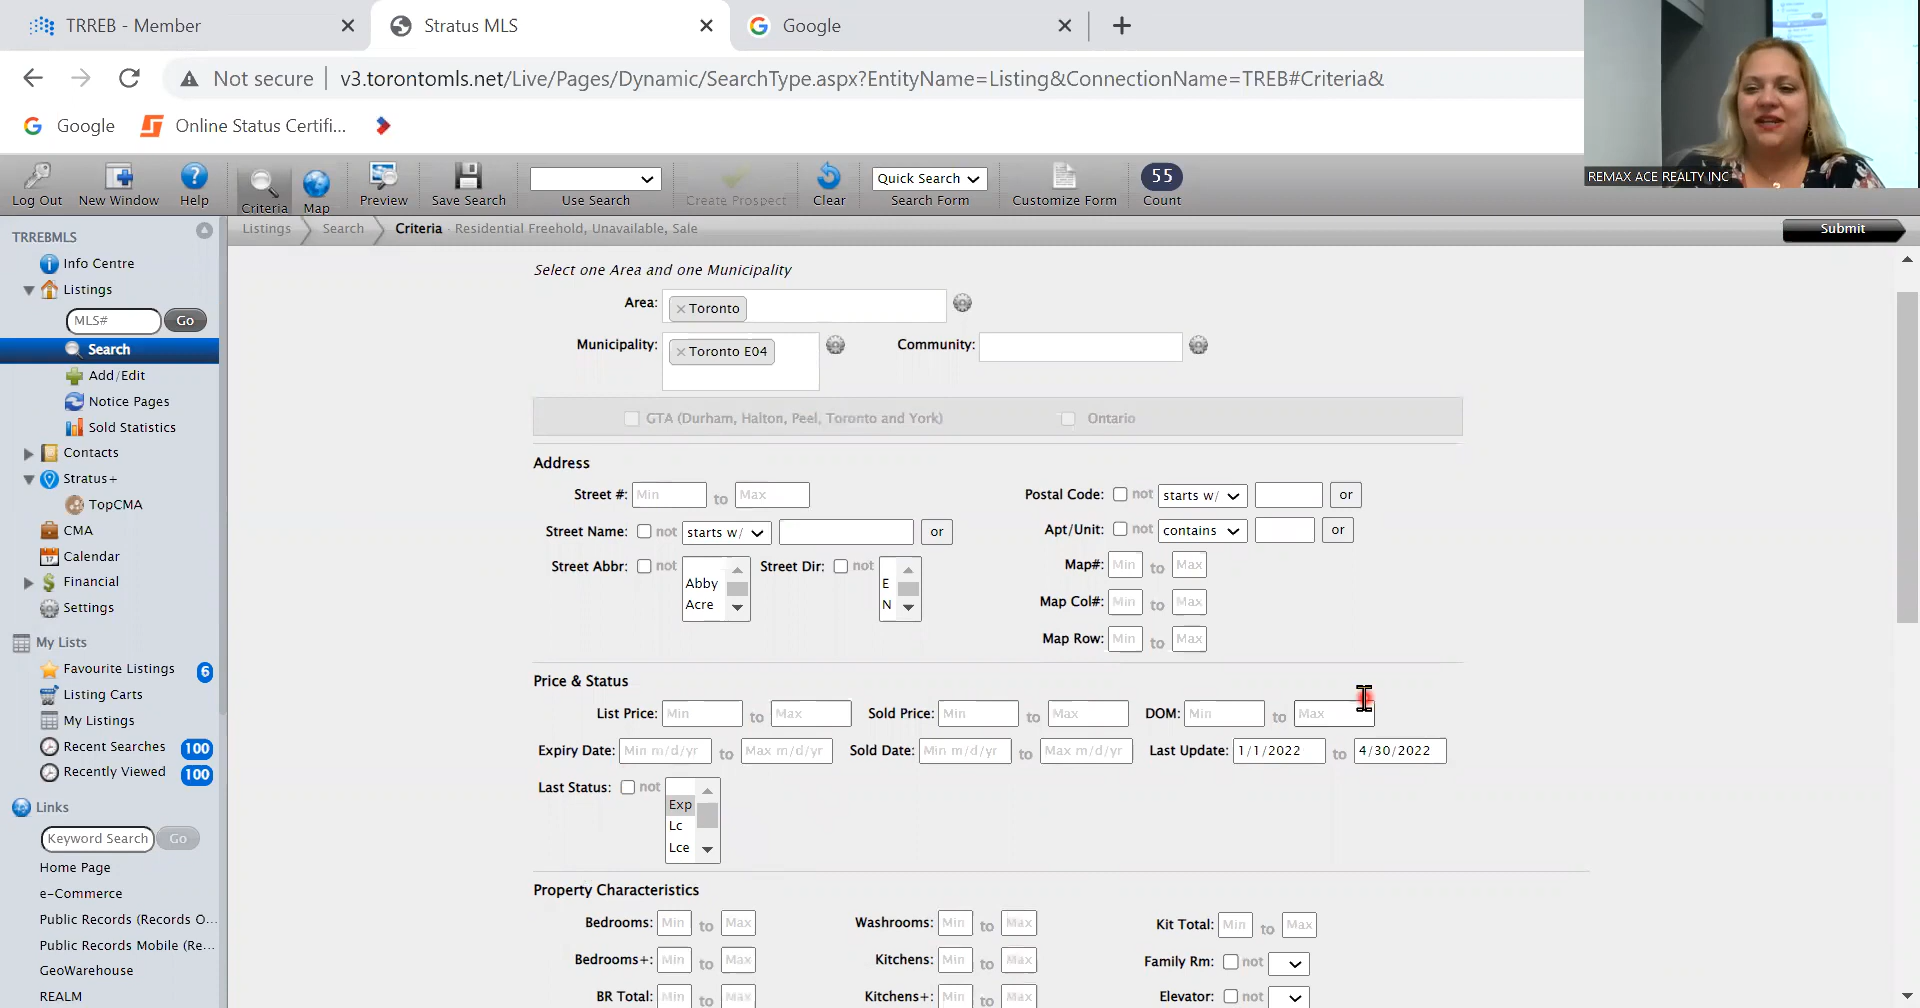 TRREB - Member
Stratus MLS
Google
Not secure v3.torontomls.net/Live/Pages/Dynamic/SearchType.aspx?EntityName=Listing&ConnectionName=TREB#Criteria&
Google Online Status Certifi...
REMAX ACE REALTY INC
Log Out New Window Help Criteria Map Preview Save Search Use Search Create Prospect Clear Quick Search Search Form Customize Form 55 Count
Listings Search Criteria - Residential Freehold, Unavailable, Sale Submit
TRREBMLS
Info Centre
Listings
MLS# Go
Search
Add/Edit
Notice Pages
Sold Statistics
Contacts
Stratus+
TopCMA
CMA
17 Calendar
$ Financial
Settings
My Lists
Favourite Listings 6
Listing Carts
My Listings
Recent Searches 100
Recently Viewed 100
Links
Keyword Search Go
Home Page
e-Commerce
Public Records (Records O...
Public Records Mobile (Re...
GeoWarehouse
REALM
Select one Area and one Municipality
Area: × Toronto
Municipality: × Toronto E04 Community:
GTA (Durham, Halton, Peel, Toronto and York) Ontario
Address
Street #: Min to Max Postal Code: not starts w/ or
Street Name: not starts w/ or Apt/Unit: not contains or
Street Abbr: not Abby Acre Street Dir: not E N Map#: Min to Max
Map Col#: Min to Max
Map Row: Min to Max
Price & Status
List Price: Min to Max Sold Price: Min to Max DOM: Min to Max
Expiry Date: Min m/d/yr to Max m/d/yr Sold Date: Min m/d/yr to Max m/d/yr Last Update: 1/1/2022 to 4/30/2022
Last Status: not Exp Lc Lce
Property Characteristics
Bedrooms: Min to Max Washrooms: Min to Max Kit Total: Min to Max
Bedrooms+: Min to Max Kitchens: Min to Max Family Rm: not
BR Total: Min to Max Kitchens+: Min to Max Elevator: not